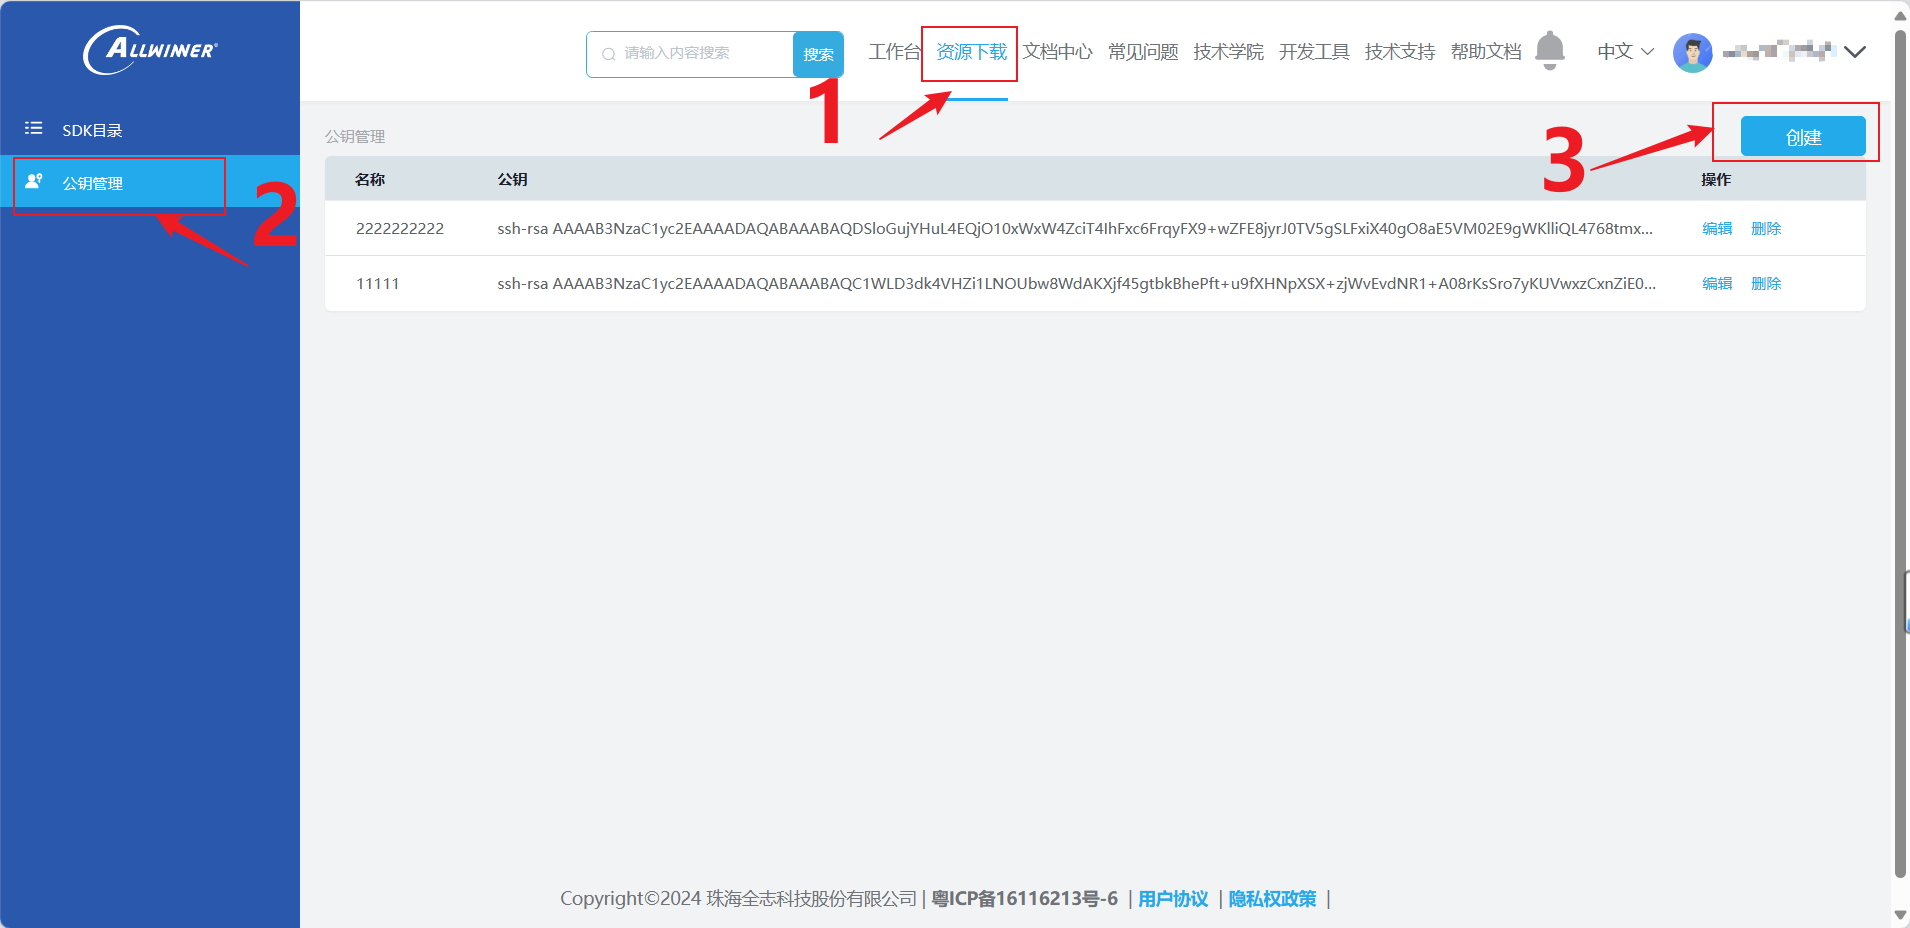 ALLWINNER
请输入内容搜索
搜索
工作台 资源下载 文档中心 常见问题 技术学院 开发工具 技术支持 帮助文档
中文
1
SDK目录
公钥管理
2
公钥管理
创建
3
名称 公钥 操作
2222222222 ssh-rsa AAAAB3NzaC1yc2EAAAADAQABAAABAQDSloGujYHuL4EQjO10xWxW4ZciT4IhFxc6FrqyFX9+wZFE8jyrJ0TV5gSLFxiX40gO8aE5VM02E9gWKlliQL4768tmx... 编辑 删除
11111 ssh-rsa AAAAB3NzaC1yc2EAAAADAQABAAABAQC1WLD3dk4VHZi1LNOUbw8WdAKXjf45gtbkBhePft+u9fXHNpXSX+zjWvEvdNR1+A08rKsSro7yKUVwxzCxnZiE0... 编辑 删除
Copyright©2024 珠海全志科技股份有限公司 | 粤ICP备16116213号-6 | 用户协议 | 隐私权政策 |